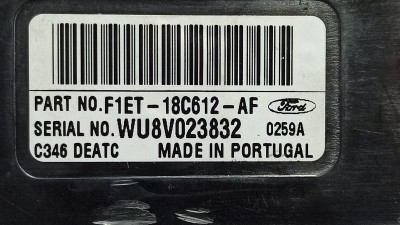 PART NO.F1ET-18C612-AF Ford
SERIAL NO.WU8V023832 0259A
C346 DEATC MADE IN PORTUGAL